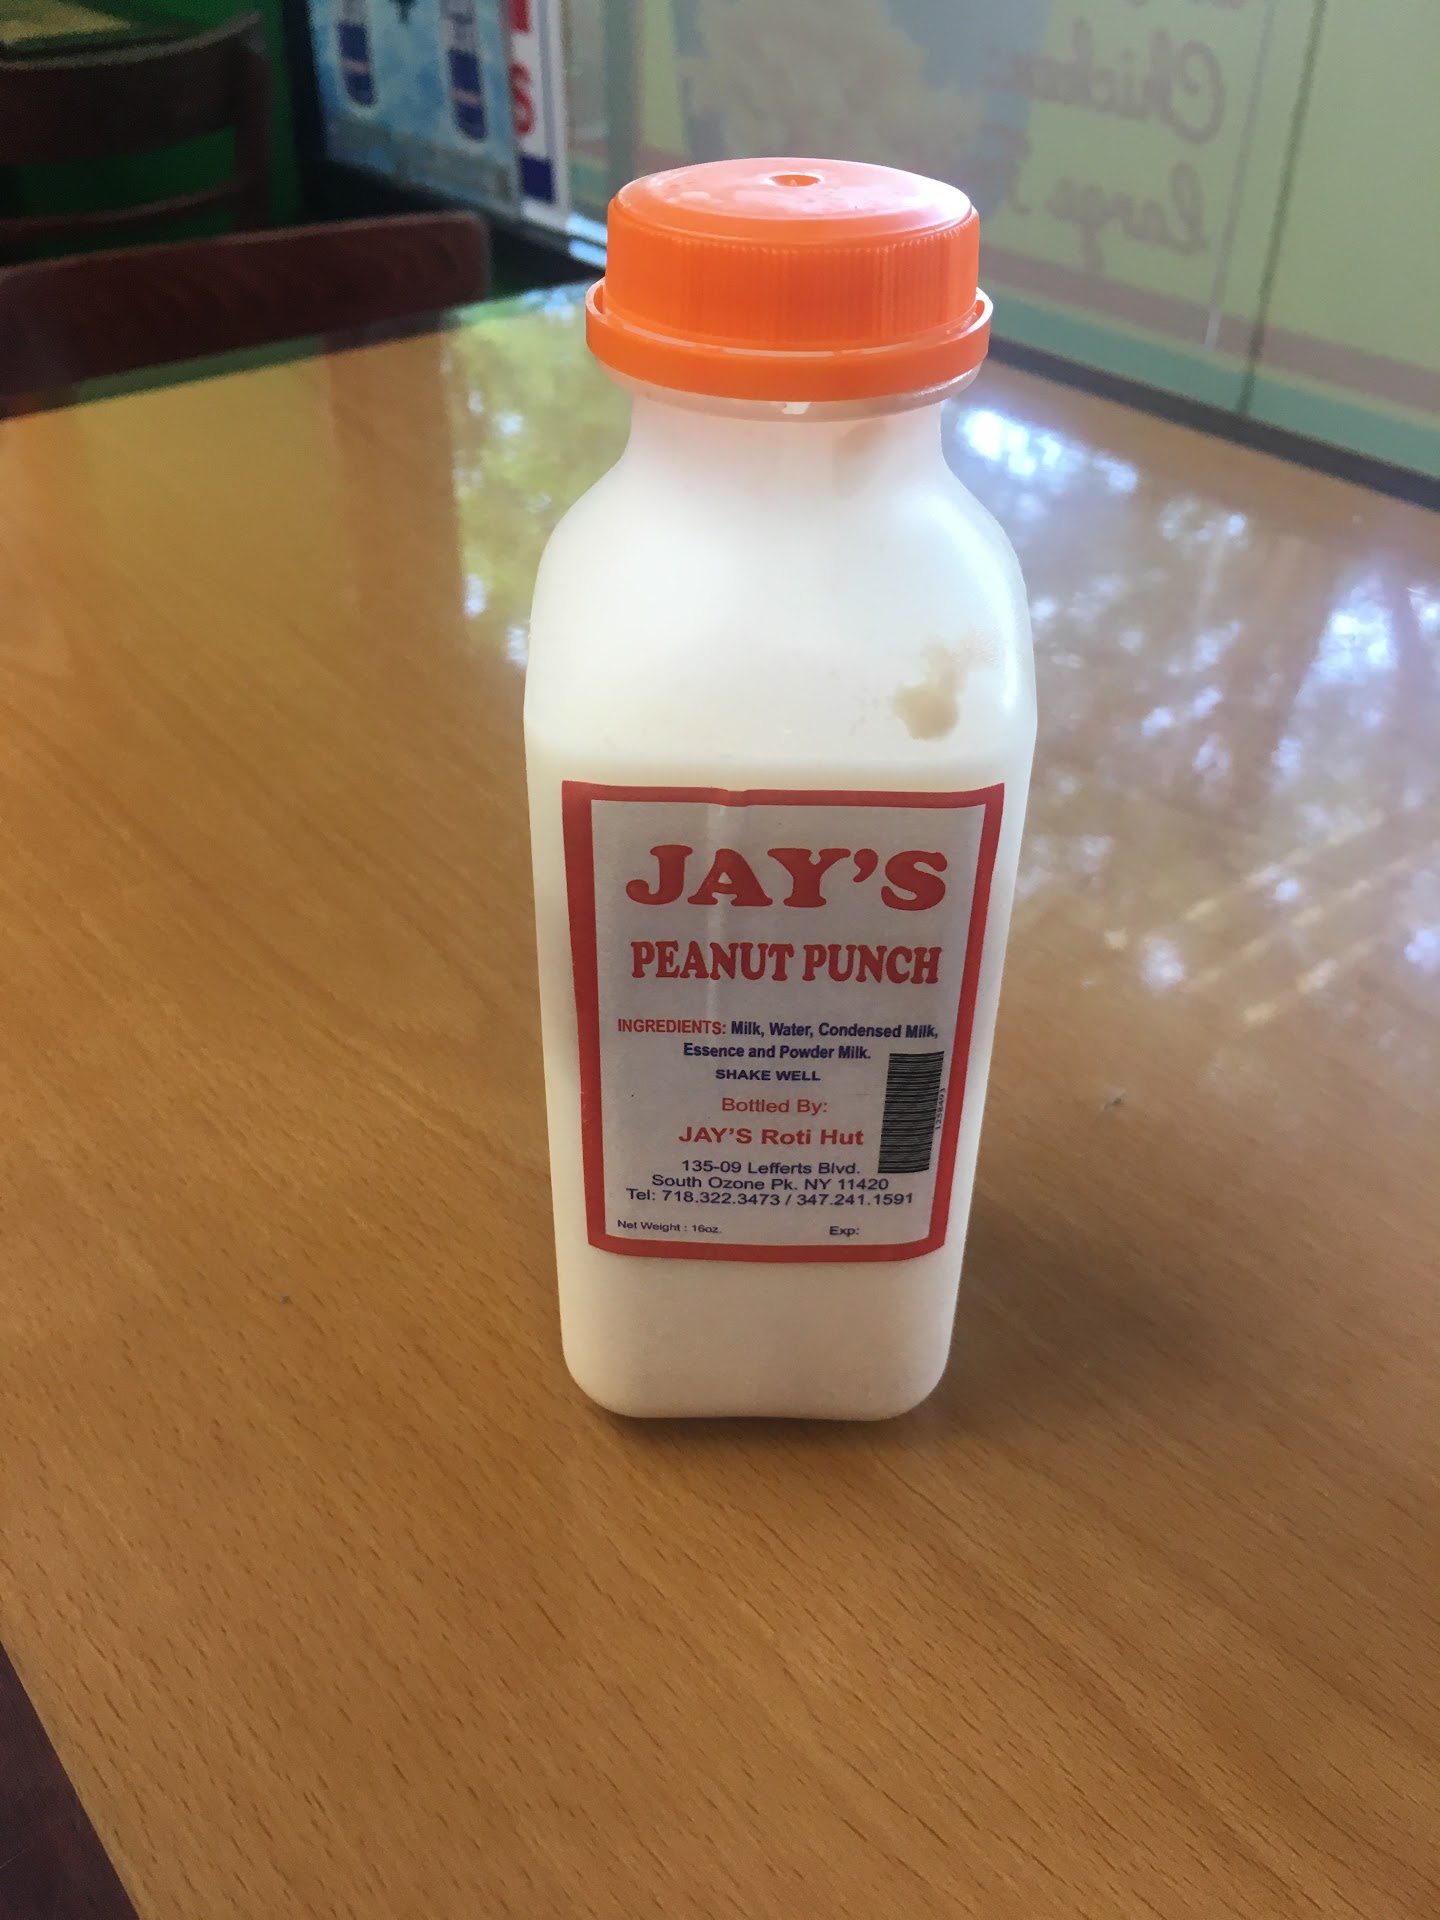 Chicken
Large
S
JAY'S
PEANUT PUNCH
INGREDIENTS: Milk, Water, Condensed Milk,
Essence and Powder Milk.
SHAKE WELL
Bottled By:
JAY'S Roti Hut
135-09 Lefferts Blvd.
South Ozone Pk. NY 11420
Tel: 718.322.3473 / 347.241.1591
Net Weight : 16oz.
Exp: